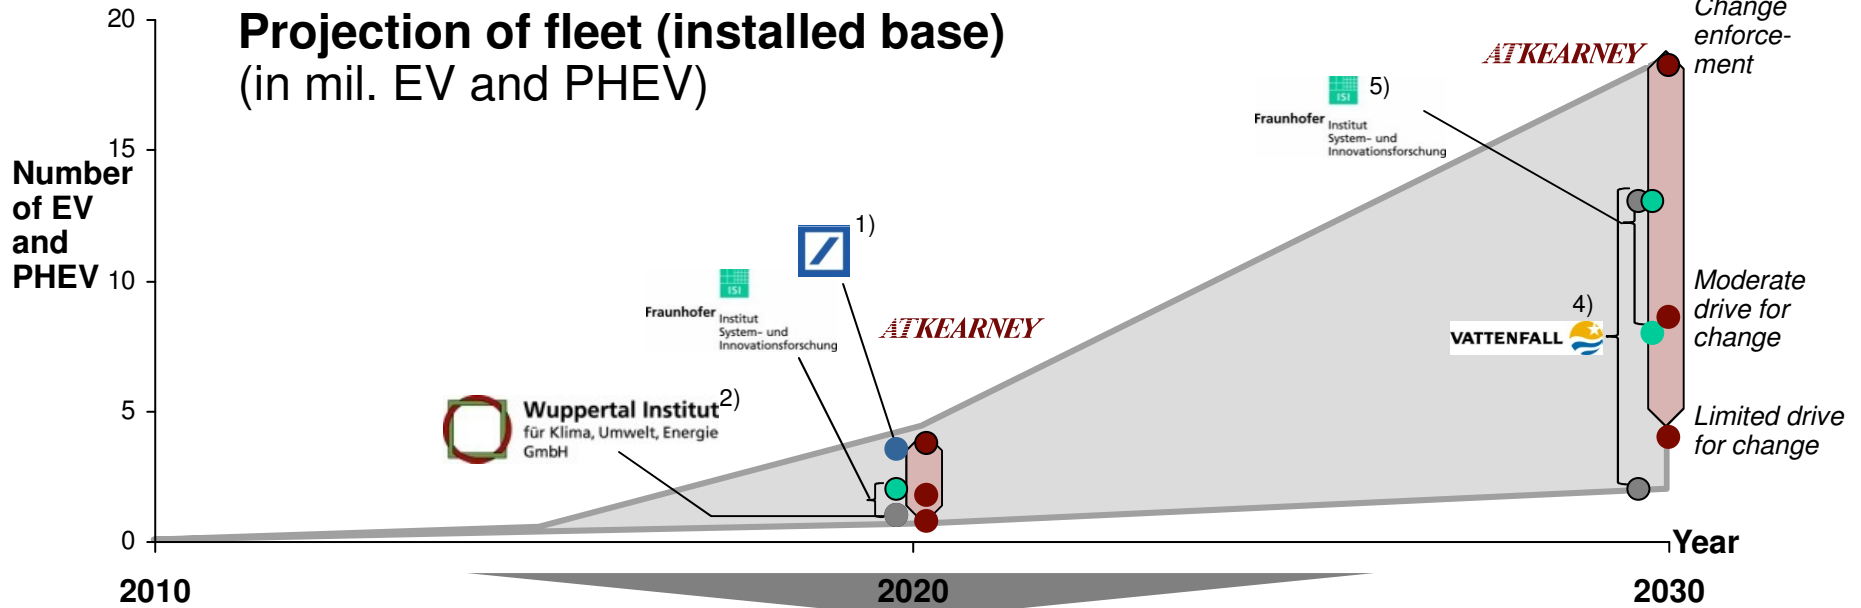 20
Projection of fleet (installed base)
(in mil. EV and PHEV)
Change
enforce-
ment
ATKEARNEY
ISI
5)
Fraunhofer
Institut
System- und
Innovationsforschung
15
Number
of EV
and
PHEV
10
1)
ISI
Fraunhofer
Institut
System- und
Innovationsforschung
ATKEARNEY
4)
VATTENFALL
Moderate
drive for
change
5
Wuppertal Institut 2)
für Klima, Umwelt, Energie
GmbH
Limited drive
for change
0
Year
2010
2020
2030